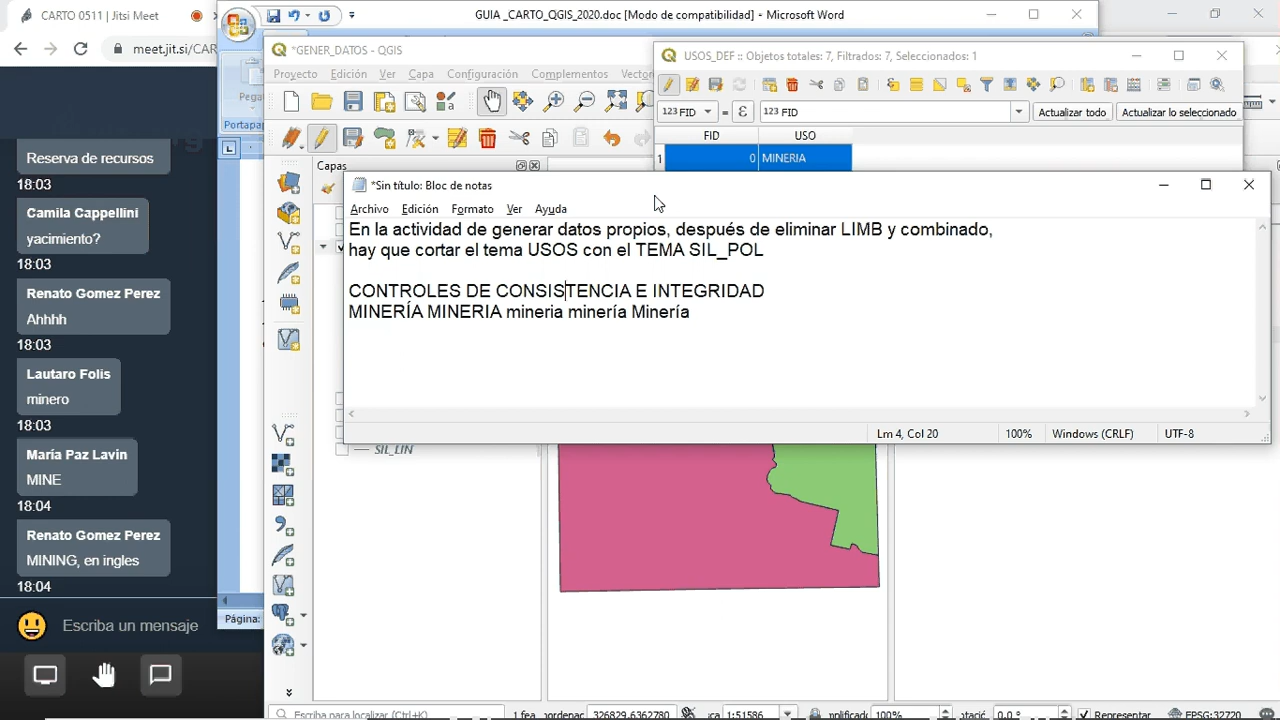 CARTO 0511 | Jitsi Meet
meet.jit.si/CAR
Reserva de recursos
18:03
Camila Cappellini
yacimiento?
18:03
Renato Gomez Perez
Ahhhh
18:03
Lautaro Folis
minero
18:03
María Paz Lavin
MINE
18:04
Renato Gomez Perez
MINING, en ingles
18:04
Escriba un mensaje
GUIA _CARTO_QGIS_2020.doc [Modo de compatibilidad] - Microsoft Word
Pega
Portapap
Página:
*GENER_DATOS - QGIS
Proyecto Edición Ver Capa Configuración Complementos Vector
Capas
USOS_DEF :: Objetos totales: 7, Filtrados: 7, Seleccionados: 1
123 FID = ε 123 FID Actualizar todo Actualizar lo seleccionado
FID USO
1 0 MINERIA
*Sin título: Bloc de notas
Archivo Edición Formato Ver Ayuda
En la actividad de generar datos propios, después de eliminar LIMB y combinado,
hay que cortar el tema USOS con el TEMA SIL_POL
CONTROLES DE CONSISTENCIA E INTEGRIDAD
MINERÍA MINERIA mineria minería Minería
Lm 4, Col 20 100% Windows (CRLF) UTF-8
SIL_LIN
Escriba para localizar (Ctrl+K) 1 fea ordenac 326829,6362780 ca 1:51586 mplificad 100% otació 0,0 ° Representar EPSG:32720